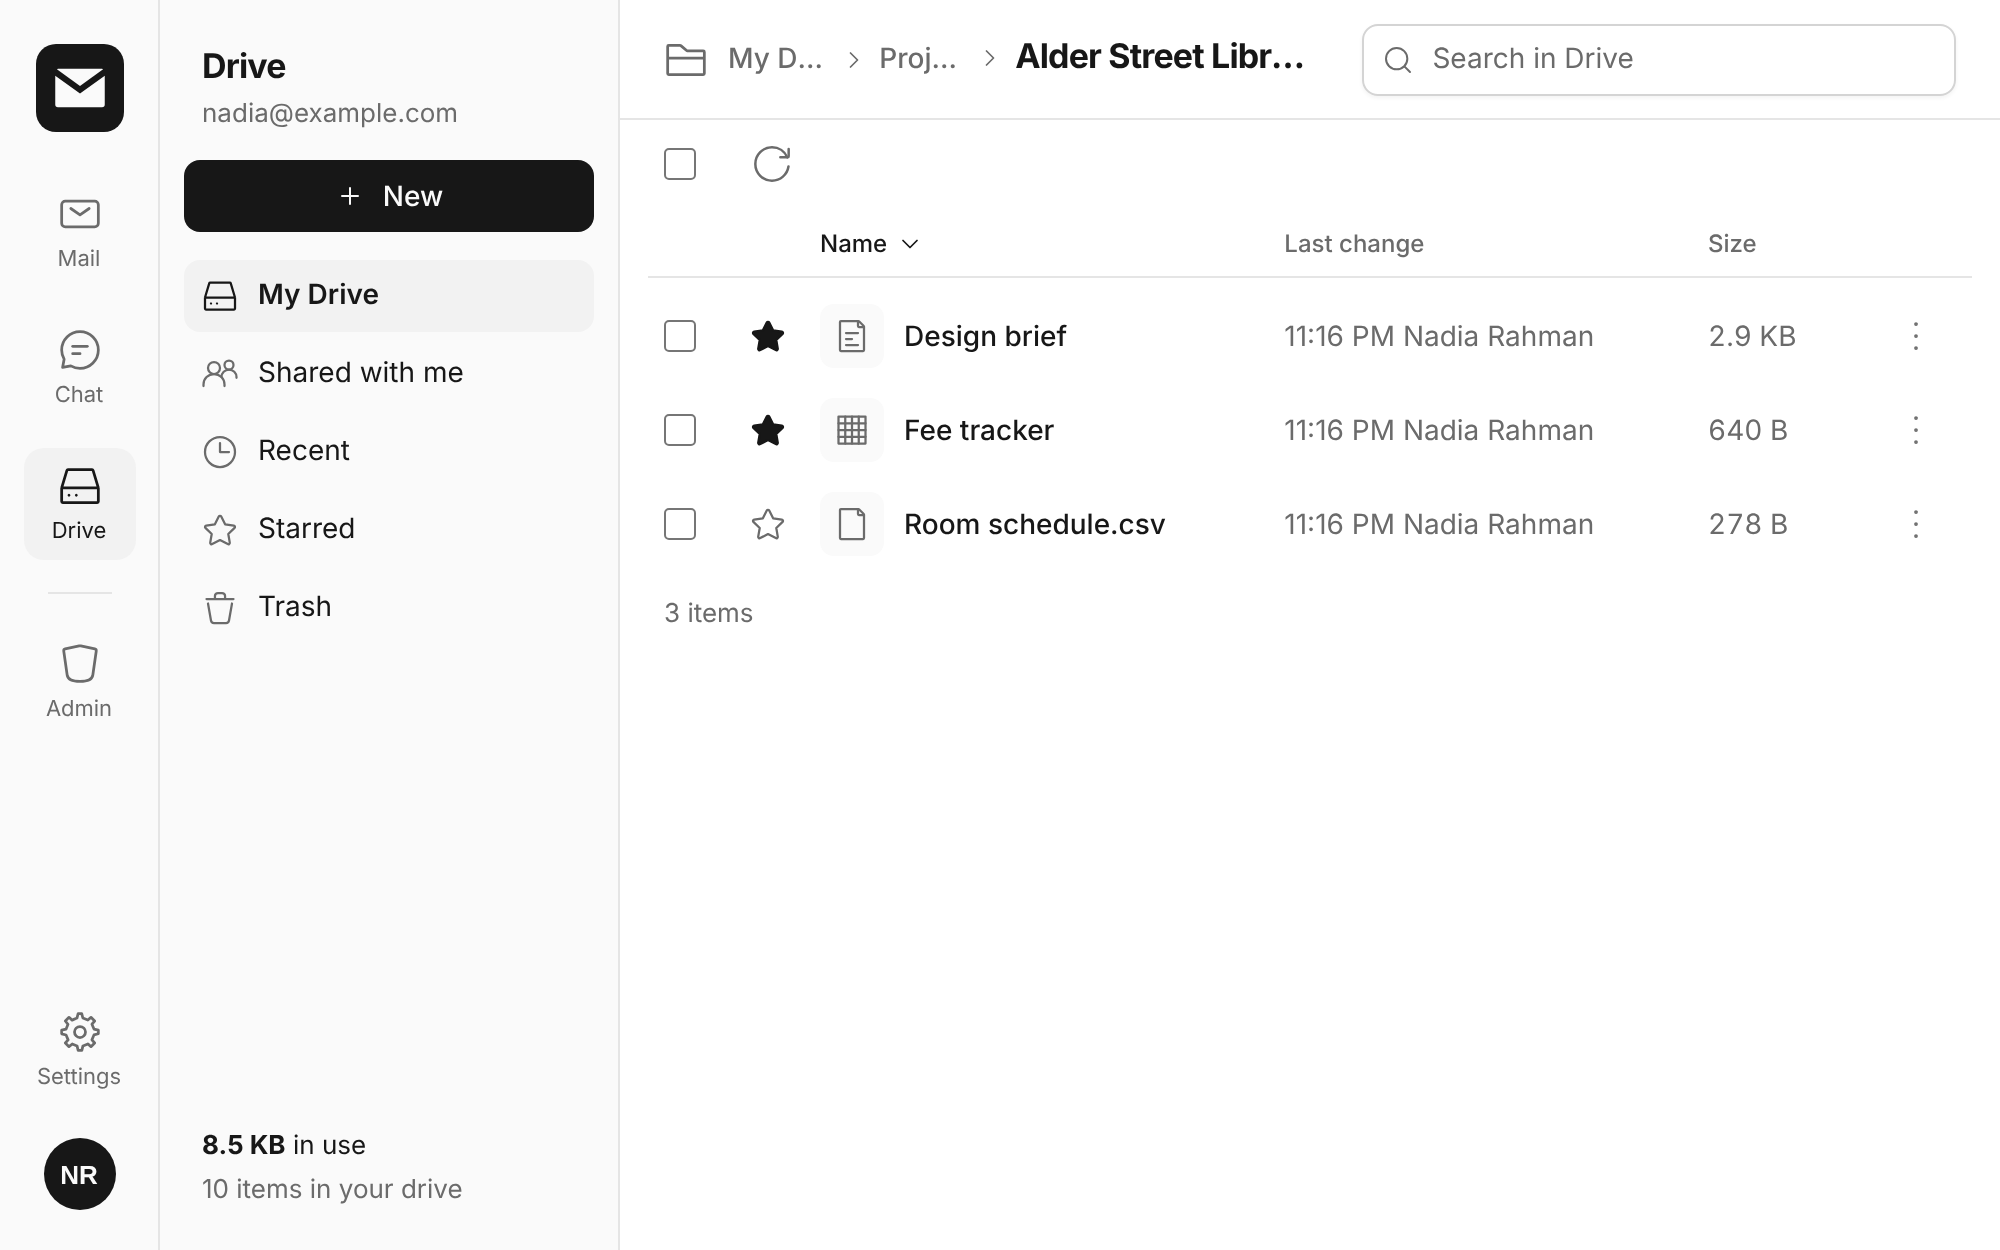 Mail
Chat
Drive
Admin
Settings
NR
Drive
nadia@example.com
New
My Drive
Shared with me
Recent
Starred
Trash
8.5 KB in use
10 items in your drive
My D... > Proj... > Alder Street Libr...
Search in Drive
Name Last change Size
Design brief 11:16 PM Nadia Rahman 2.9 KB
Fee tracker 11:16 PM Nadia Rahman 640 B
Room schedule.csv 11:16 PM Nadia Rahman 278 B
3 items